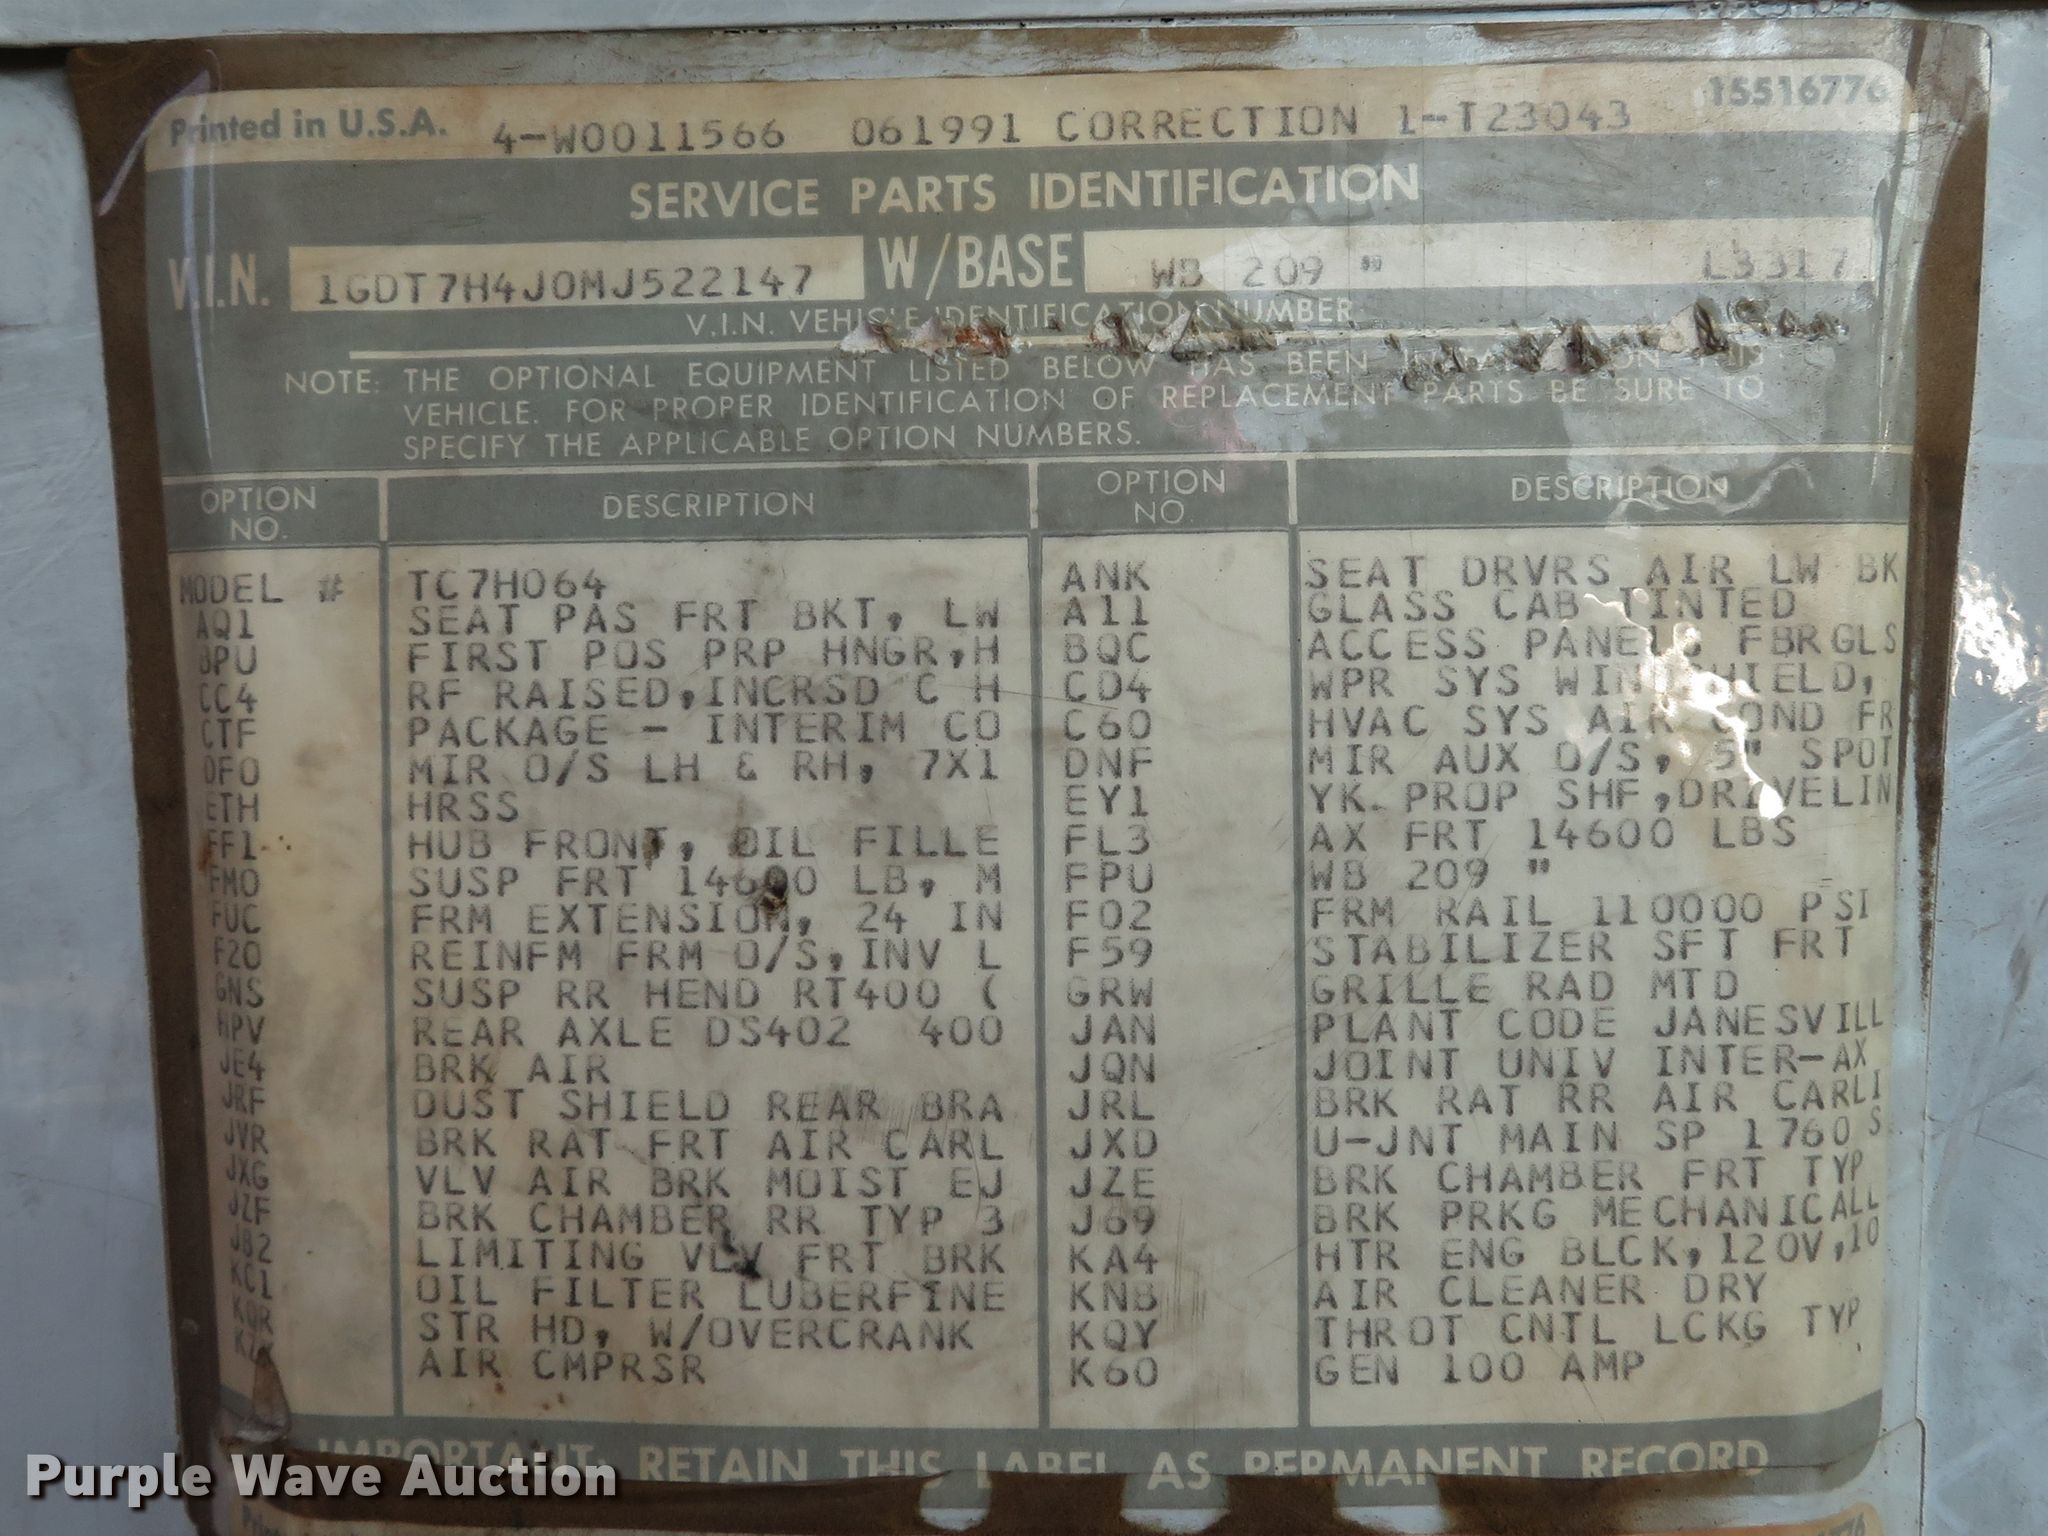 Printed in U.S.A. 4-W0011566 061991 CORRECTION 1-T23043 15516776
SERVICE PARTS IDENTIFICATION
V.I.N. 1GDT7H4J0MJ522147 W/BASE WB 209 " L3317
V.I.N. VEHICLE IDENTIFICATION NUMBER
NOTE: THE OPTIONAL EQUIPMENT LISTED BELOW HAS BEEN ON THIS
VEHICLE. FOR PROPER IDENTIFICATION OF REPLACEMENT PARTS BE SURE TO
SPECIFY THE APPLICABLE OPTION NUMBERS.
OPTION NO. DESCRIPTION OPTION NO. DESCRIPTION
MODEL # TC7H064 ANK SEAT DRVRS AIR LW BK
AQ1 SEAT PAS FRT BKT, LW A11 GLASS CAB TINTED
BPU FIRST POS PRP HNGR,H BQC ACCESS PANELS FBRGLS
CC4 RF RAISED,INCRSD C H CD4 WPR SYS WINDSHIELD,
CTF PACKAGE - INTERIM CO C60 HVAC SYS AIR COND FR
DF0 MIR O/S LH & RH, 7X1 DNF MIR AUX O/S, 5" SPOT
ETH HRSS EY1 YK PROP SHF,DRIVELIN
FF1 HUB FRONT, OIL FILLE FL3 AX FRT 14600 LBS
FM0 SUSP FRT 14600 LB, M FPU WB 209 "
FUC FRM EXTENSION, 24 IN F02 FRM RAIL 110000 PSI
F20 REINFM FRM O/S,INV L F59 STABILIZER SFT FRT
GNS SUSP RR HEND RT400 ( GRW GRILLE RAD MTD
HPV REAR AXLE DS402 400 JAN PLANT CODE JANESVILL
JE4 BRK AIR JQN JOINT UNIV INTER-AX
JRF DUST SHIELD REAR BRA JRL BRK RAT RR AIR CARLI
JVR BRK RAT FRT AIR CARL JXD U-JNT MAIN SP 1760 S
JXG VLV AIR BRK MOIST EJ JZE BRK CHAMBER FRT TYP
JZF BRK CHAMBER RR TYP 3 J69 BRK PRKG MECHANICALL
JB2 LIMITING VLV FRT BRK KA4 HTR ENG BLCK,120V,10
KC1 OIL FILTER LUBERFINE KNB AIR CLEANER DRY
KQR STR HD, W/OVERCRANK KQY THROT CNTL LCKG TYP
AIR CMPRSR K60 GEN 100 AMP
IMPORTANT RETAIN THIS LABEL AS PERMANENT RECORD
Purple Wave Auction